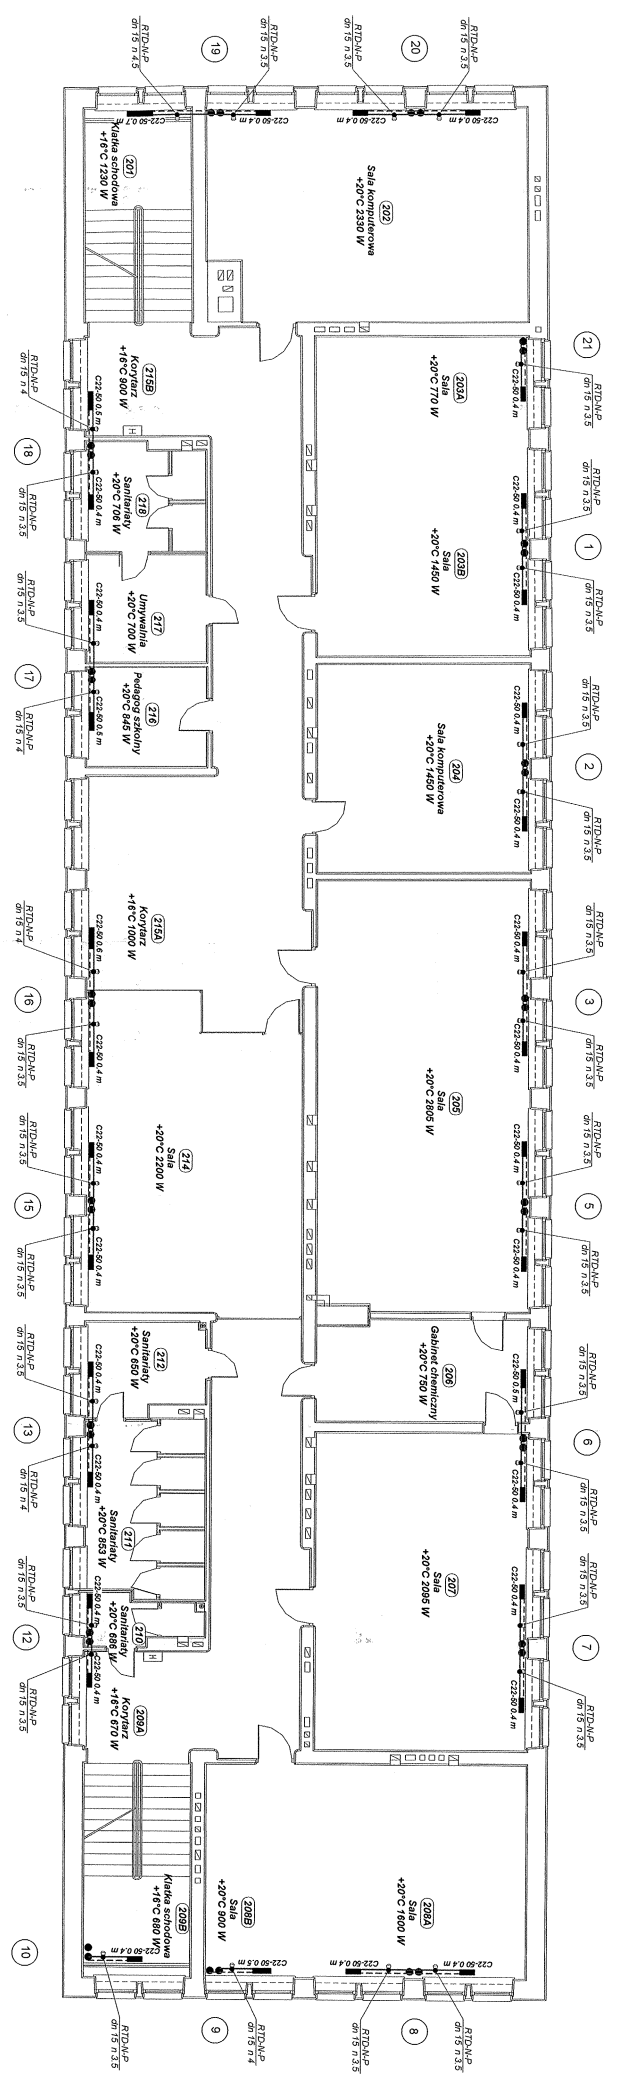 19
20
RTD-N-P
dn 15 n 4.5
RTD-N-P
dn 15 n 3.5
RTD-N-P
dn 15 n 3.5
RTD-N-P
dn 15 n 3.5
C22-50 0.7 m
C22-50 0.4 m
C22-50 0.4 m
C22-50 0.4 m
201
Klatka schodowa
+16°C 1230 W
202
Sala komputerowa
+20°C 2330 W
21
RTD-N-P
dn 15 n 3.5
C22-50 0.4 m
203A
Sala
+20°C 770 W
215B
Korytarz
+16°C 900 W
C22-50 0.5 m
RTD-N-P
dn 15 n 4
H
18
C22-50 0.4 m
RTD-N-P
dn 15 n 3.5
218
Sanitariaty
+20°C 706 W
203B
Sala
+20°C 1450 W
C22-50 0.4 m
RTD-N-P
dn 15 n 3.5
1
C22-50 0.4 m
RTD-N-P
dn 15 n 3.5
217
Umywalnia
+20°C 700 W
C22-50 0.4 m
RTD-N-P
dn 15 n 3.5
17
216
Pedagog szkolny
+20°C 845 W
C22-50 0.5 m
RTD-N-P
dn 15 n 4
204
Sala komputerowa
+20°C 1450 W
C22-50 0.4 m
RTD-N-P
dn 15 n 3.5
2
C22-50 0.4 m
RTD-N-P
dn 15 n 3.5
215A
Korytarz
+16°C 1000 W
C22-50 0.6 m
RTD-N-P
dn 15 n 4
16
C22-50 0.4 m
RTD-N-P
dn 15 n 3.5
C22-50 0.4 m
RTD-N-P
dn 15 n 3.5
3
C22-50 0.4 m
RTD-N-P
dn 15 n 3.5
205
Sala
+20°C 2805 W
214
Sala
+20°C 2200 W
C22-50 0.4 m
RTD-N-P
dn 15 n 3.5
15
C22-50 0.4 m
RTD-N-P
dn 15 n 3.5
C22-50 0.4 m
RTD-N-P
dn 15 n 3.5
5
C22-50 0.4 m
RTD-N-P
dn 15 n 3.5
212
Sanitariaty
+20°C 650 W
C22-50 0.4 m
RTD-N-P
dn 15 n 3.5
13
C22-50 0.4 m
RTD-N-P
dn 15 n 4
206
Gabinet chemiczny
+20°C 750 W
C22-50 0.5 m
RTD-N-P
dn 15 n 3.5
6
C22-50 0.4 m
RTD-N-P
dn 15 n 3.5
211
Sanitariaty
+20°C 853 W
207
Sala
+20°C 2095 W
C22-50 0.4 m
RTD-N-P
dn 15 n 3.5
7
C22-50 0.4 m
RTD-N-P
dn 15 n 3.5
C22-50 0.4 m
RTD-N-P
dn 15 n 3.5
12
210
Sanitariaty
+20°C 686 W
H
C22-50 0.4 m
RTD-N-P
dn 15 n 3.5
209A
Korytarz
+16°C 670 W
209B
Klatka schodowa
+16°C 680 W
208B
Sala
+20°C 900 W
208A
Sala
+20°C 1600 W
C22-50 0.4 m
C22-50 0.5 m
C22-50 0.4 m
C22-50 0.4 m
10
RTD-N-P
dn 15 n 3.5
9
RTD-N-P
dn 15 n 4
RTD-N-P
dn 15 n 3.5
8
RTD-N-P
dn 15 n 3.5